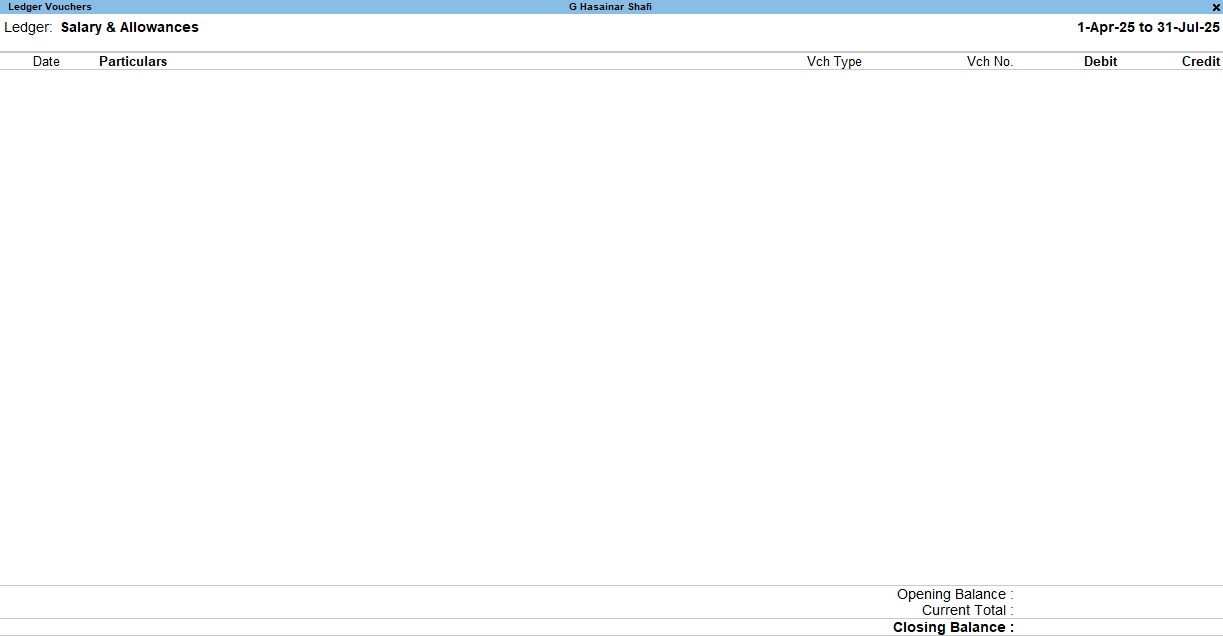 Ledger Vouchers G Hasainar Shafi ×
Ledger: Salary & Allowances 1-Apr-25 to 31-Jul-25
Date Particulars Vch Type Vch No. Debit Credit
Opening Balance :
Current Total :
Closing Balance :